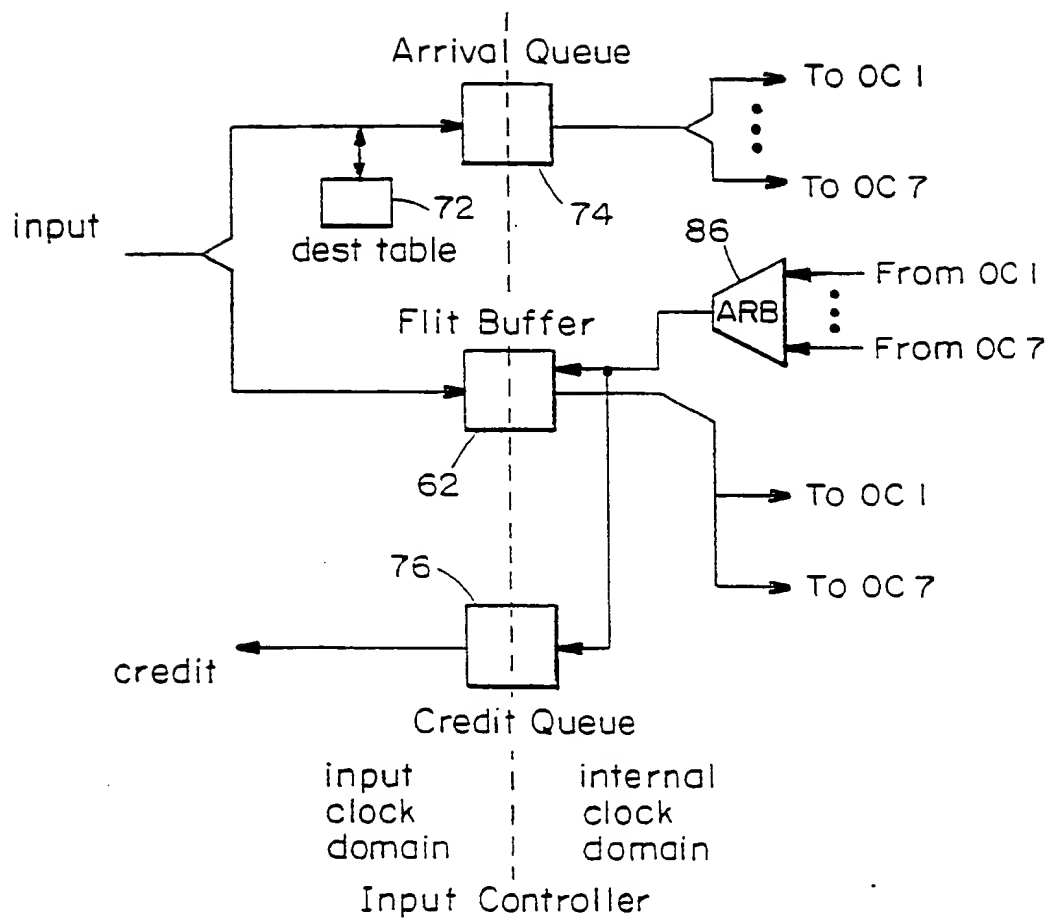 Arrival Queue
To OC 1
To OC 7
72
74
input
dest table
86
From OC 1
ARB
Flit Buffer
From OC 7
62
To OC 1
76
To OC 7
credit
Credit Queue
input
clock
domain
internal
clock
domain
Input Controller